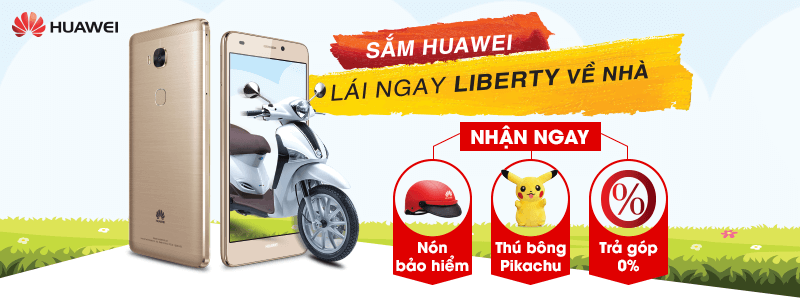 HUAWEI
SẮM HUAWEI
LÁI NGAY LIBERTY VỀ NHÀ
NHẬN NGAY
Nón
bảo hiểm
Thú bông
Pikachu
%
Trả góp
0%
HUAWEI